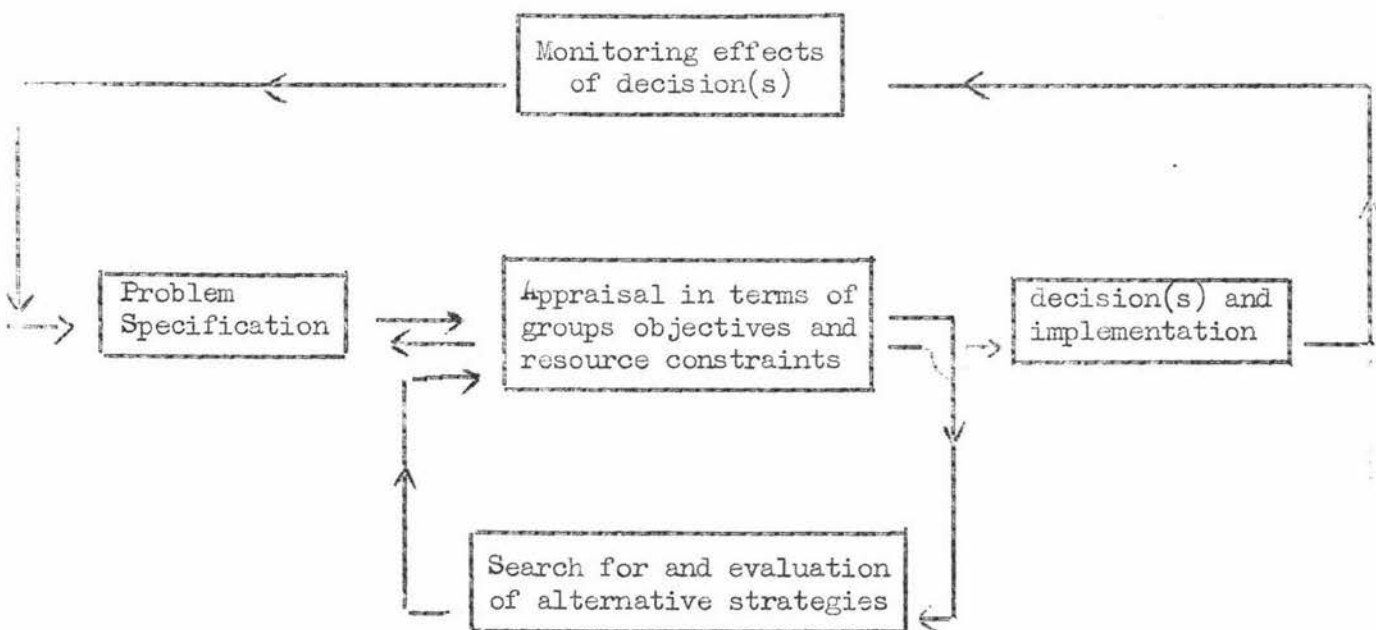 Monitoring effects
of decision(s)
Problem
Specification
Appraisal in terms of
groups objectives and
resource constraints
decision(s) and
implementation
Search for and evaluation
of alternative strategies